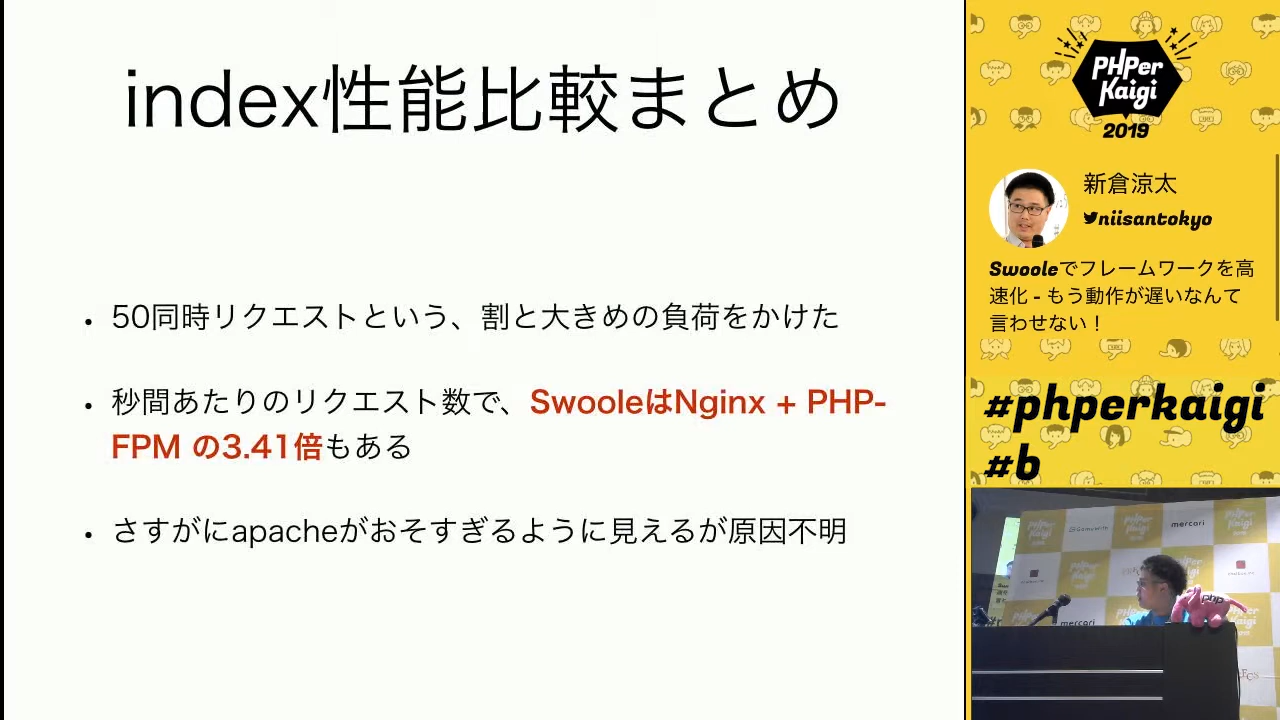 index性能比較まとめ
• 50同時リクエストという、割と大きめの負荷をかけた
• 秒間あたりのリクエスト数で、SwooleはNginx + PHP-
FPM の3.41倍もある
• さすがにapacheがおそすぎるように見えるが原因不明
PHPer
Kaigi
2019
新倉涼太
niisantokyo
Swooleでフレームワークを高
速化 - もう動作が遅いなんて
言わせない！
#phperkaigi
#b
mercari
mercari
php